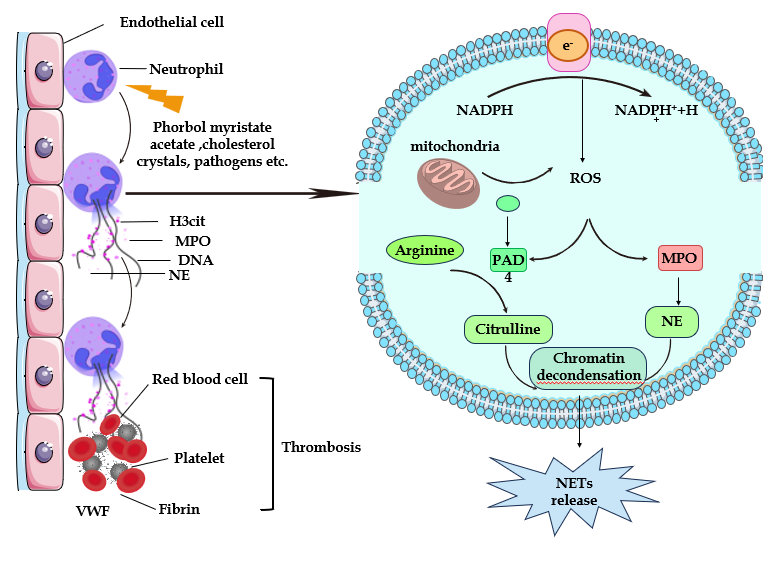 Endothelial cell
Neutrophil
Phorbol myristate
acetate ,cholesterol
crystals, pathogens etc.
H3cit
MPO
DNA
NE
Red blood cell
Platelet
Fibrin
VWF
Thrombosis
e-
NADPH
NADPH⁺+H
+
mitochondria
ROS
Arginine
PAD
4
MPO
Citrulline
NE
Chromatin
decondensation
NETs
release